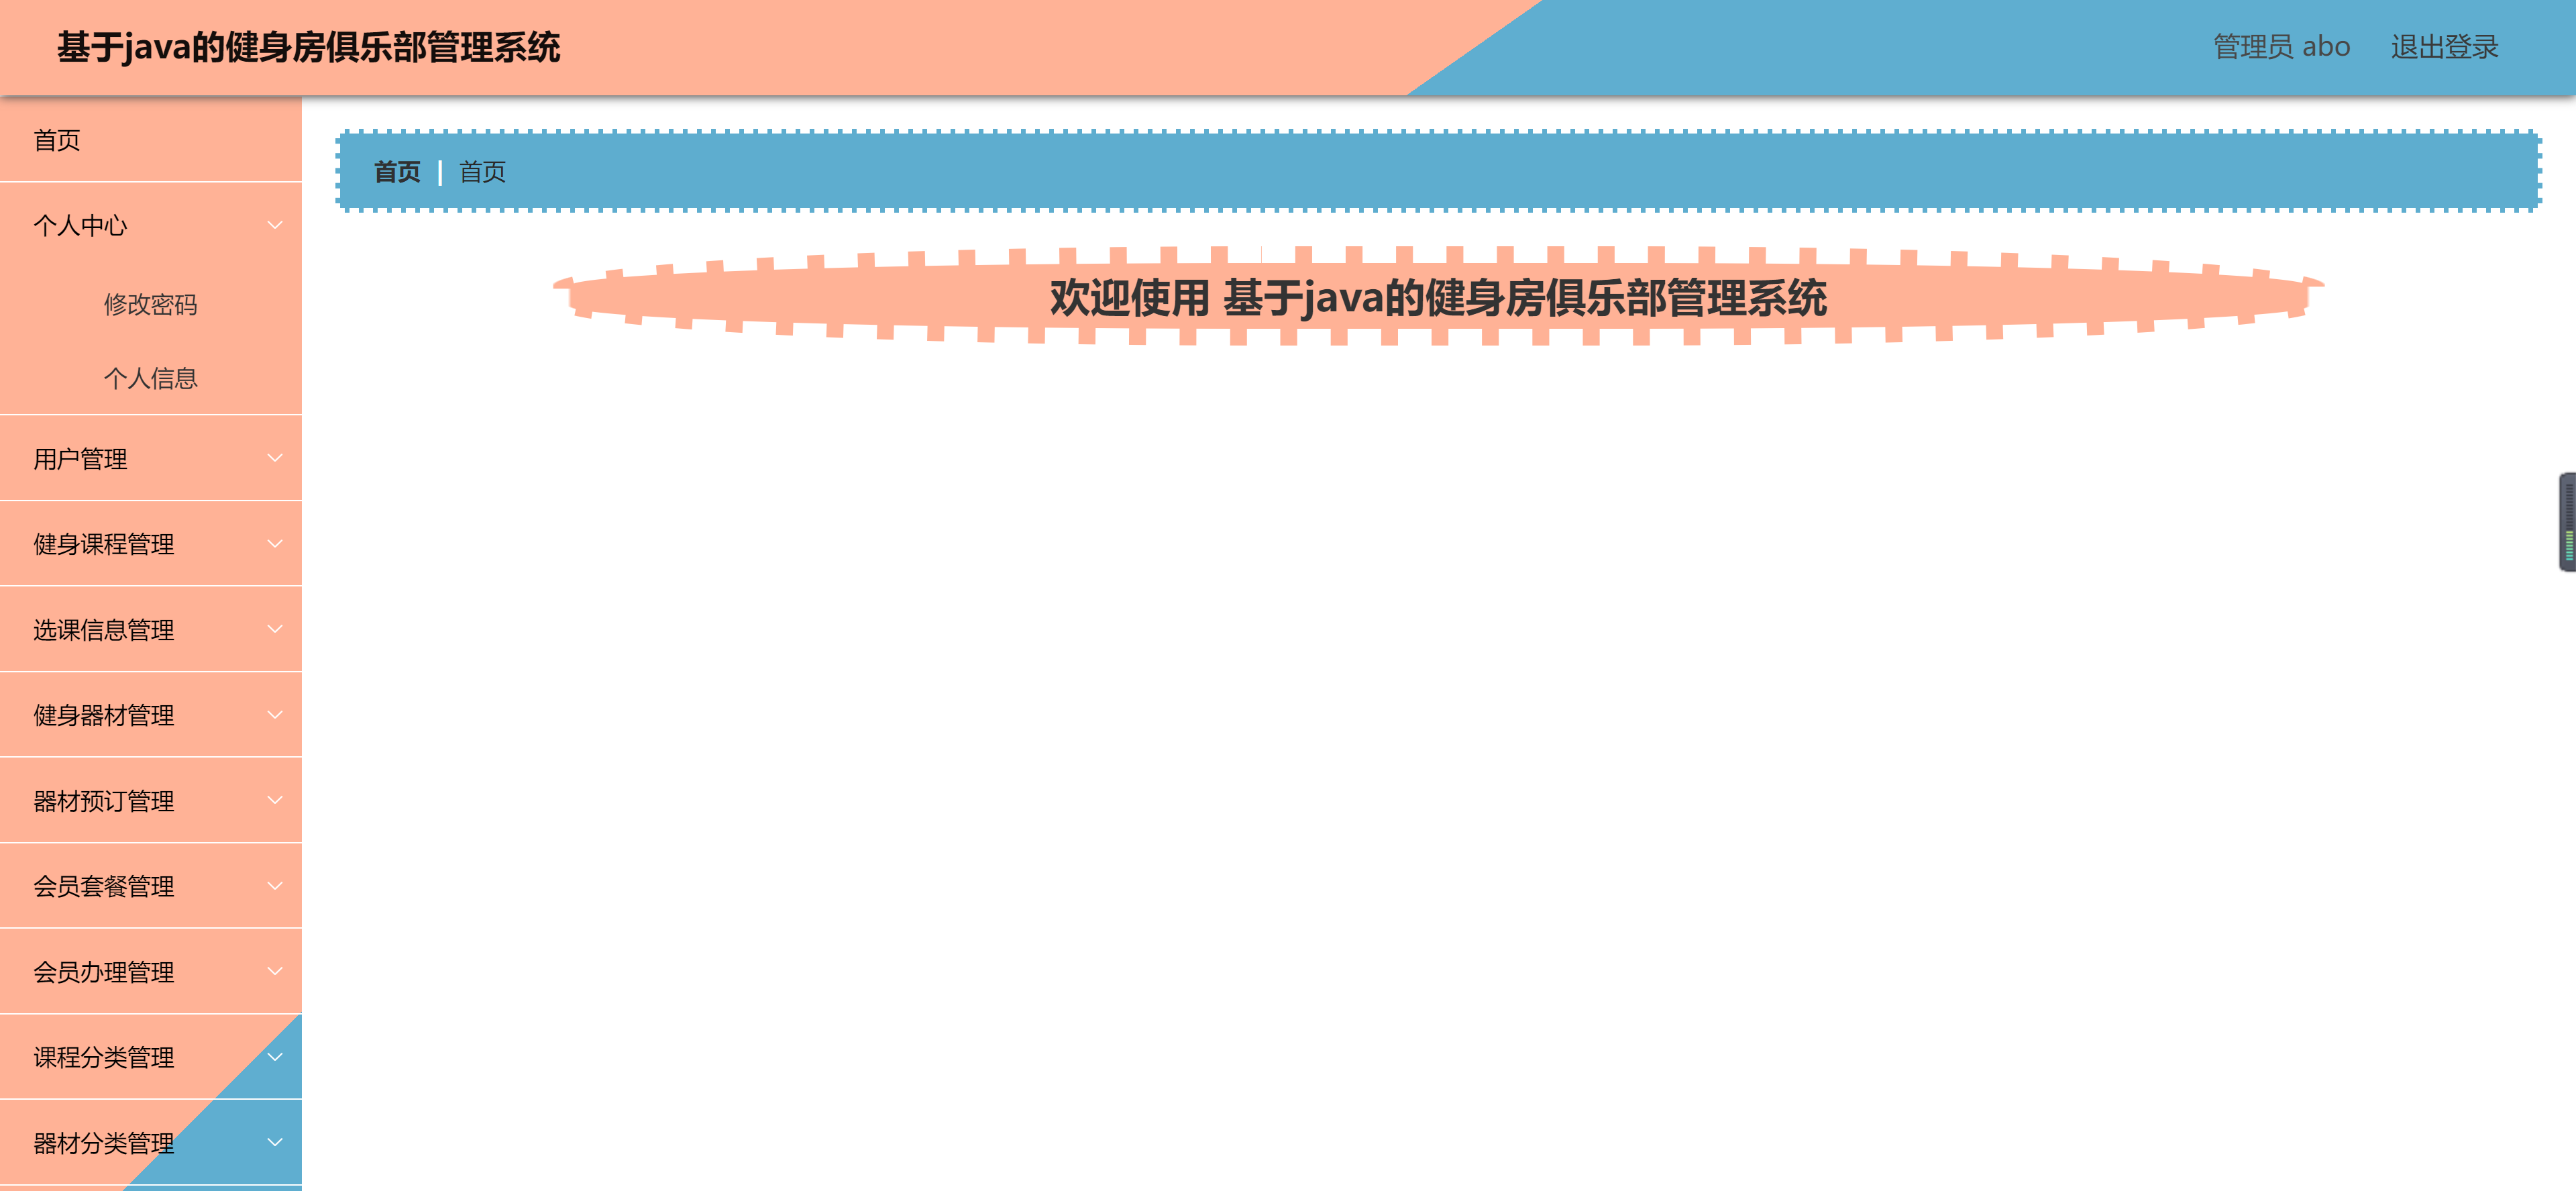 基于java的健身房俱乐部管理系统
管理员 abo 退出登录
首页
个人中心
修改密码
个人信息
用户管理
健身课程管理
选课信息管理
健身器材管理
器材预订管理
会员套餐管理
会员办理管理
课程分类管理
器材分类管理
首页 | 首页
欢迎使用 基于java的健身房俱乐部管理系统